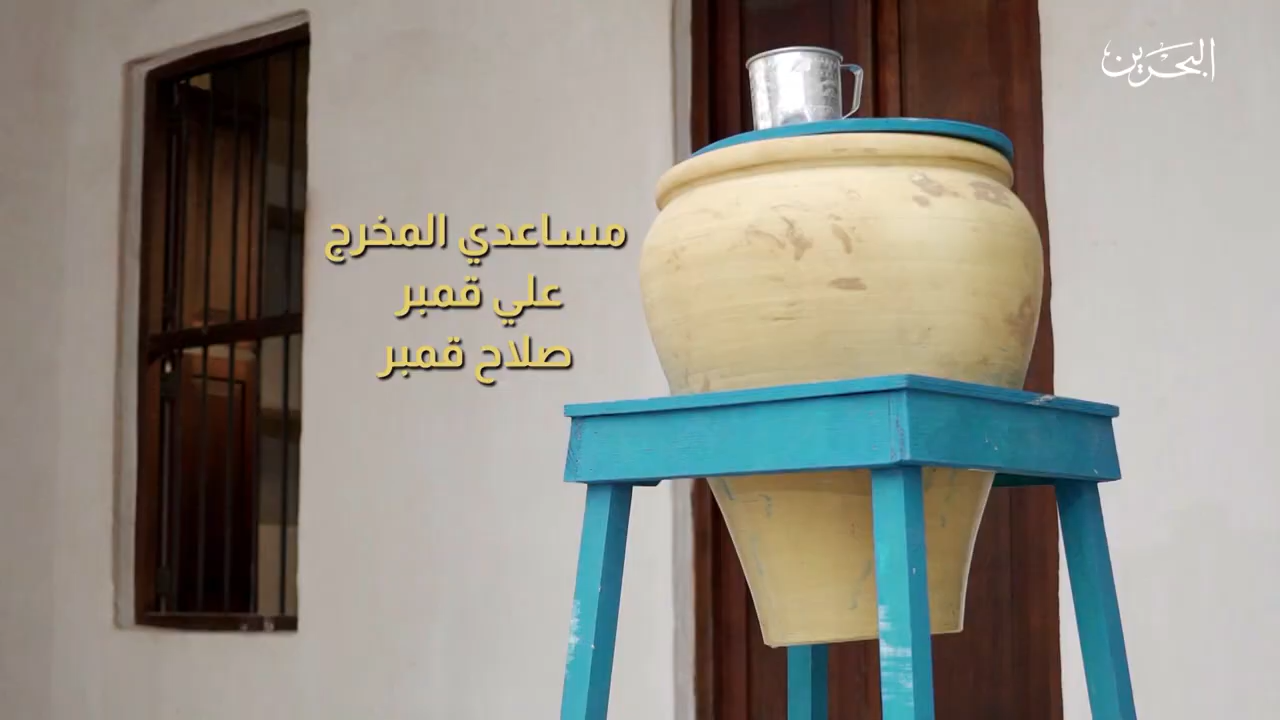 البحرين
مساعدي المخرج
علي قمبر
صلاح قمبر